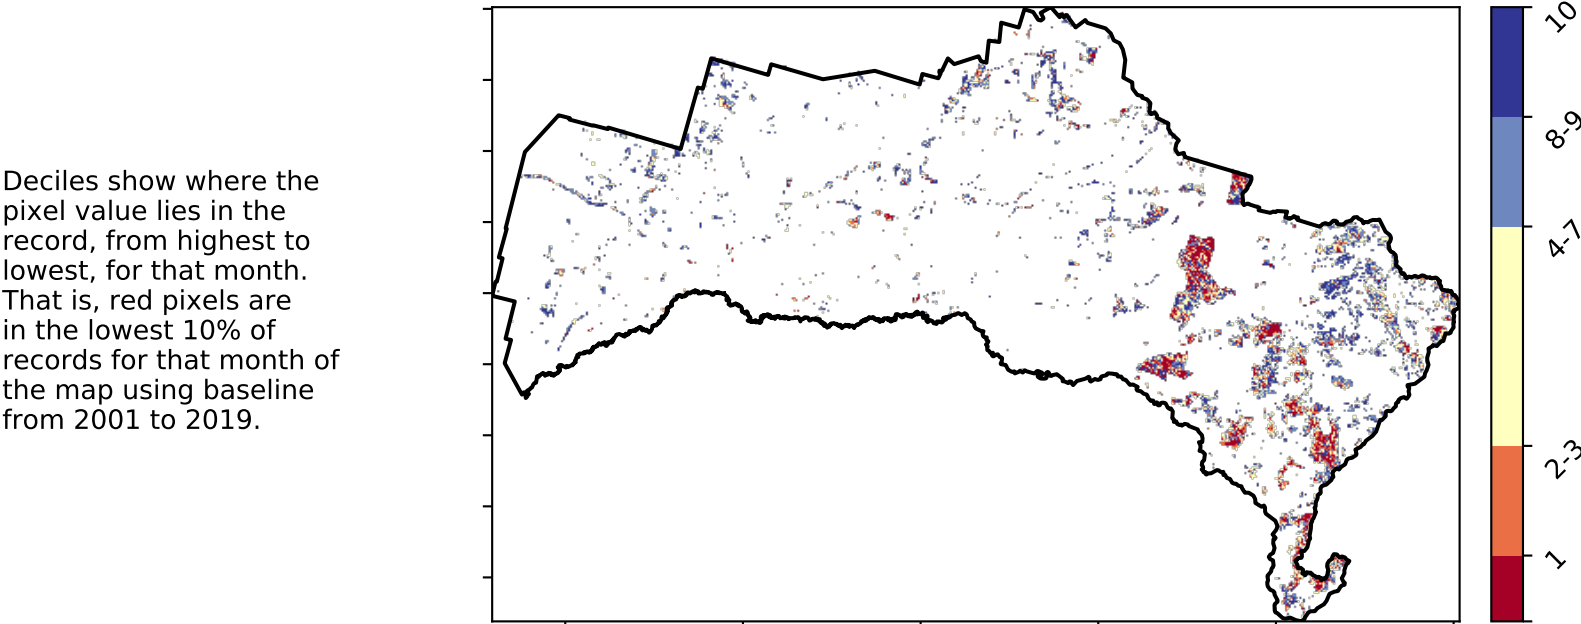 Deciles show where the
pixel value lies in the
record, from highest to
lowest, for that month.
That is, red pixels are
in the lowest 10% of
records for that month of
the map using baseline
from 2001 to 2019.
10
8-9
4-7
2-3
1